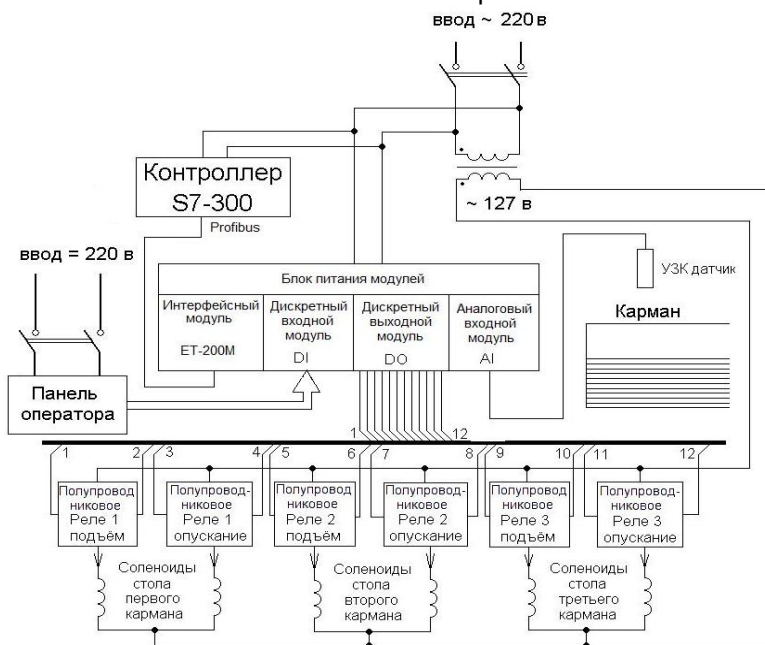 ввод ~ 220 в
Контроллер
S7-300
Profibus
~ 127 в
ввод = 220 в
УЗК датчик
Блок питания модулей
Интерфейсный
модуль
ET-200M
Дискретный
входной
модуль
DI
Дискретный
выходной
модуль
DO
Аналоговый
входной
модуль
AI
Карман
Панель
оператора
1 12
1 2 3 4 5 6 7 8 9 10 11 12
Полупровод
никовое
Реле 1
подъём
Полупровод-
никовое
Реле 1
опускание
Полупровод
никовое
Реле 2
подъём
Полупровод-
никовое
Реле 2
опускание
Полупровод
никовое
Реле 3
подъём
Полупровод-
никовое
Реле 3
опускание
Соленоиды
стола
первого
кармана
Соленоиды
стола
второго
кармана
Соленоиды
стола
третьего
кармана